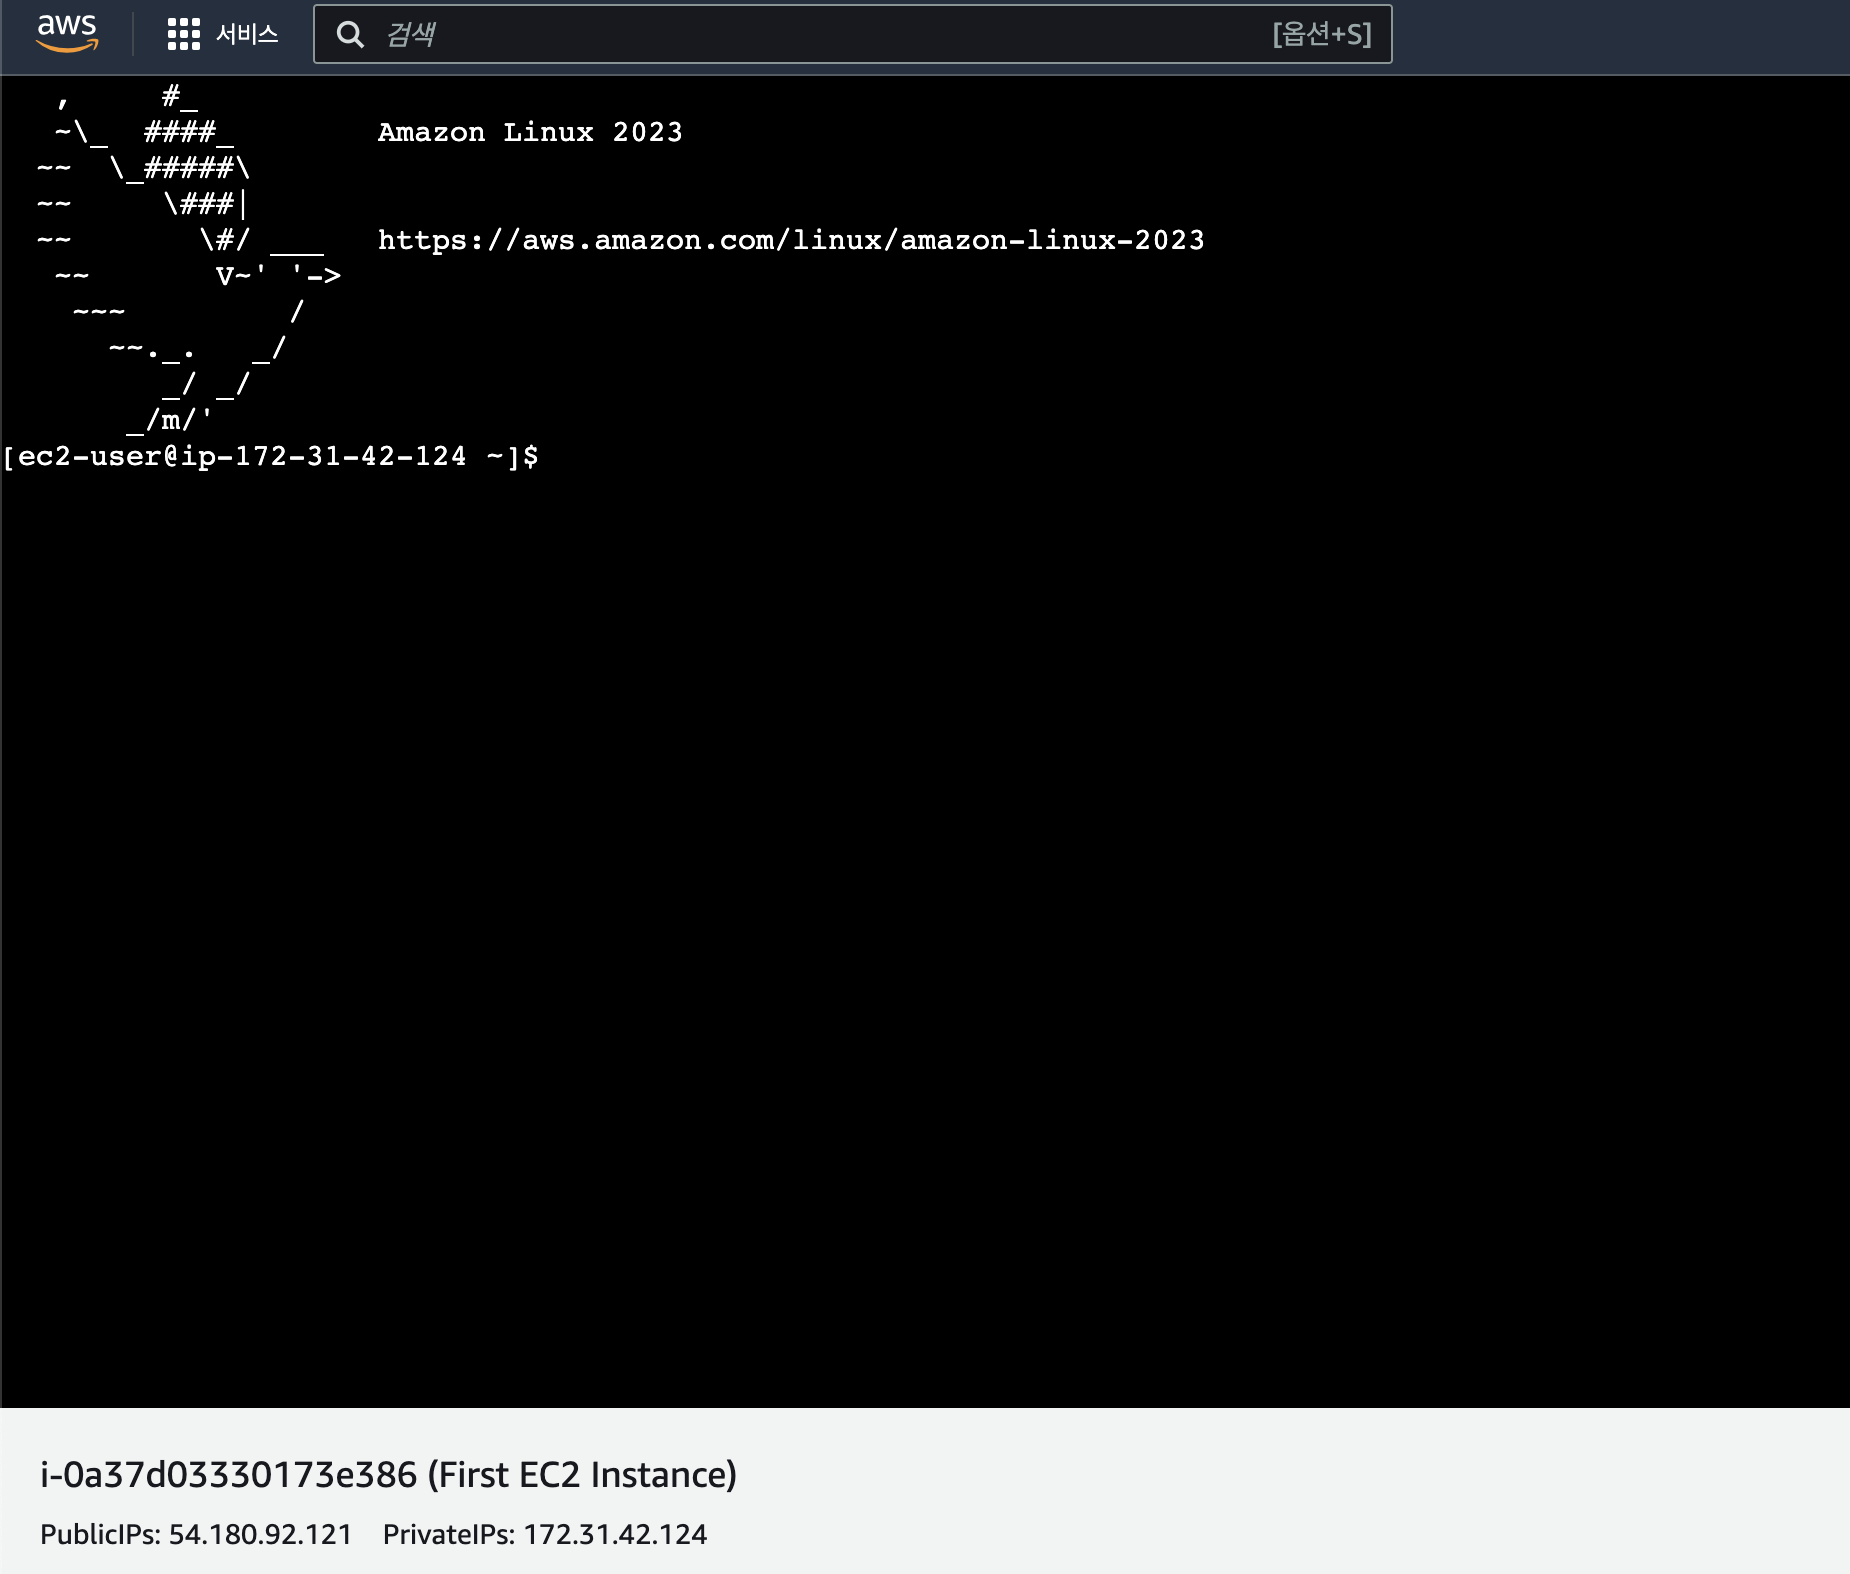 aws 서비스 검색 [옵션+S]
   ,     #_
   ~\_  ####_        Amazon Linux 2023
  ~~  \_#####\
  ~~     \###|
  ~~       \#/ ___   https://aws.amazon.com/linux/amazon-linux-2023
   ~~       V~' '->
    ~~~         /
      ~~._.   _/
         _/ _/
       _/m/'
[ec2-user@ip-172-31-42-124 ~]$
i-0a37d03330173e386 (First EC2 Instance)
PublicIPs: 54.180.92.121 PrivateIPs: 172.31.42.124